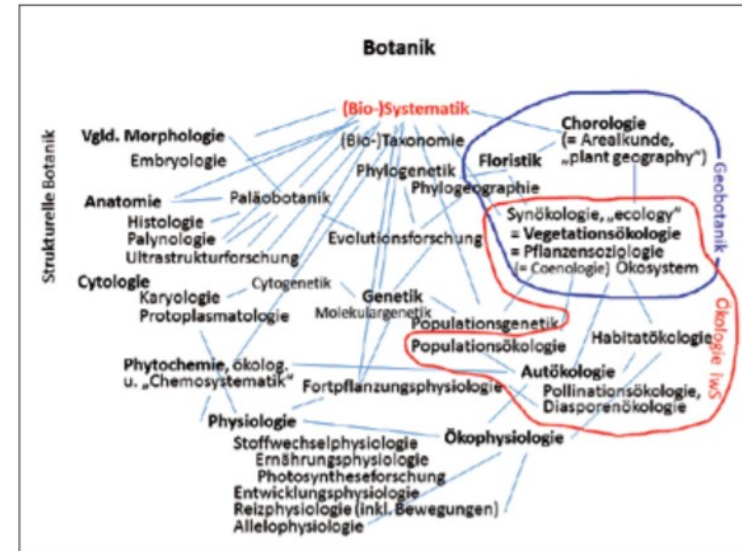 Botanik
(Bio-)Systematik
Vgld. Morphologie
Embryologie
(Bio-)Taxonomie
Phylogenetik
Phylogeographie
Floristik
Chorologie
(= Arealkunde,
„plant geography“)
Geobotanik
Strukturelle Botanik
Anatomie
Histologie
Palynologie
Ultrastrukturforschung
Paläobotanik
Evolutionsforschung
Synökologie, „ecology“
= Vegetationsökologie
= Pflanzensoziologie
(= Coenologie) Ökosystem
Cytologie
Karyologie
Protoplasmatologie
Cytogenetik
Genetik
Molekulargenetik
Populationsgenetik
Populationsökologie
Habitatökologie
Ökologie iwS
Phytochemie, ökolog.
u. „Chemosystematik“
Fortpflanzungsphysiologie
Autökologie
Pollinationsökologie,
Diasporenökologie
Physiologie
Ökophysiologie
Stoffwechselphysiologie
Ernährungsphysiologie
Photosyntheseforschung
Entwicklungsphysiologie
Reizphysiologie (inkl. Bewegungen)
Allelophysiologie